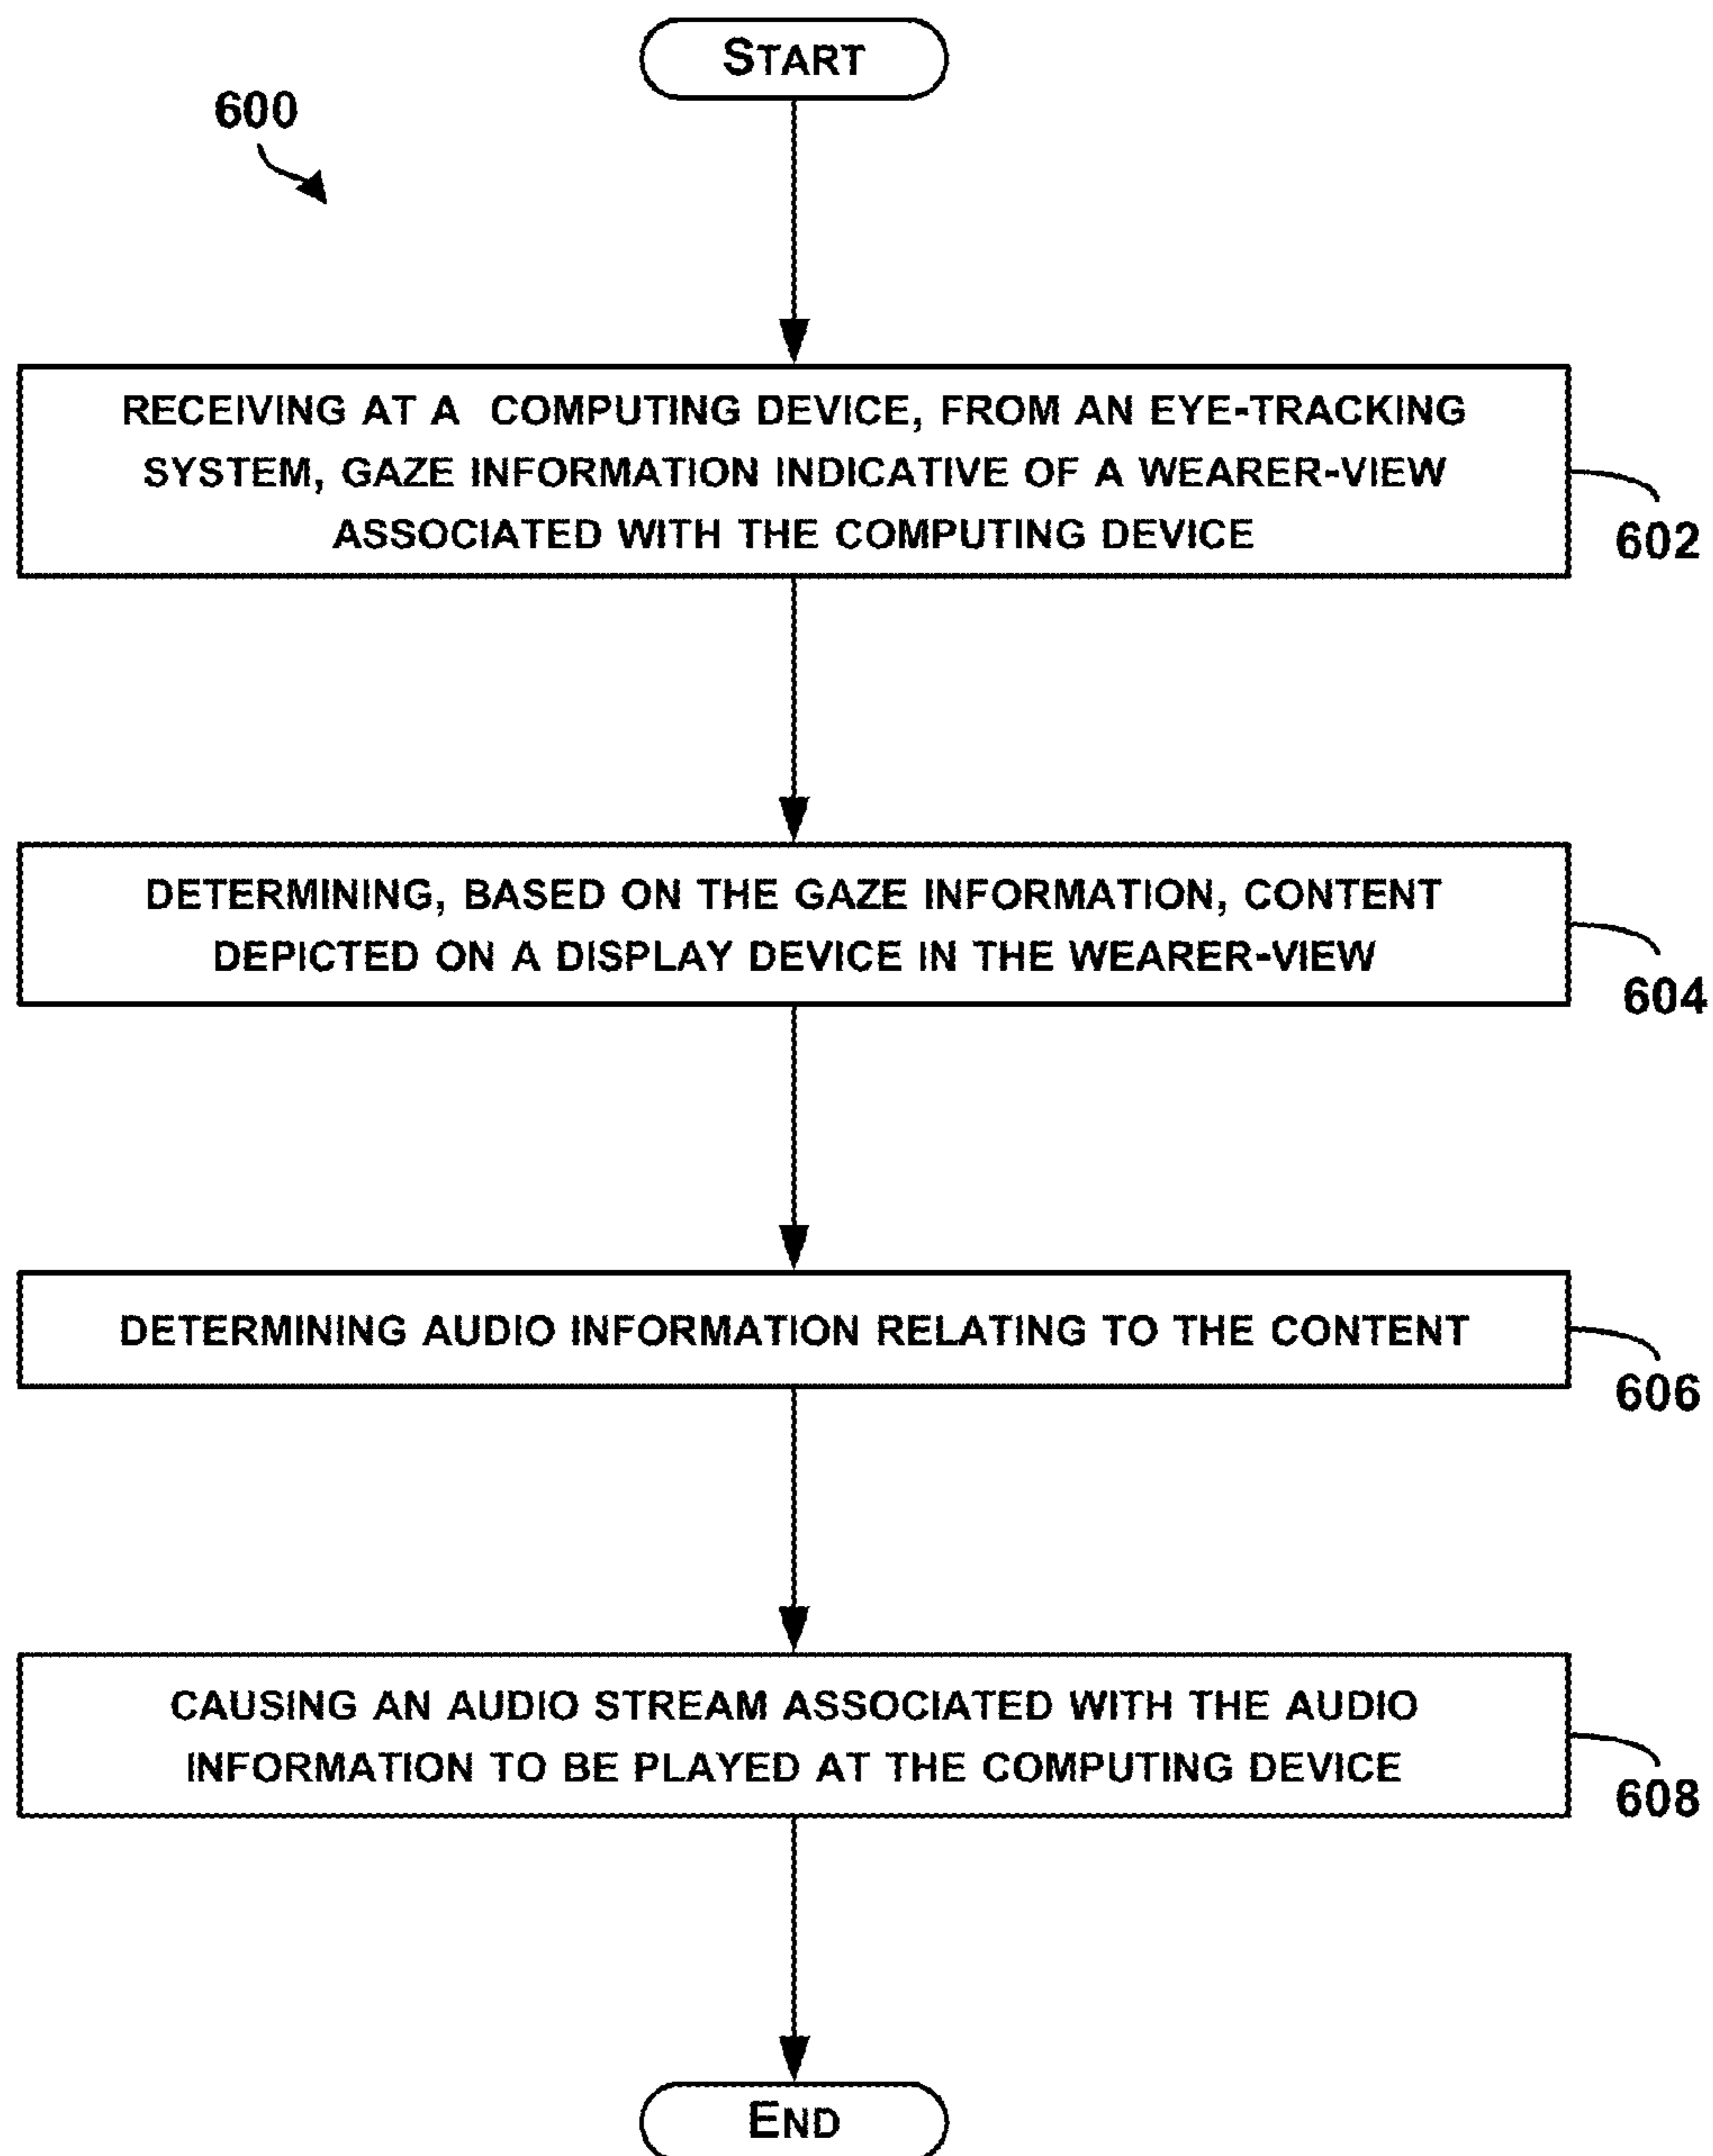 START
600
RECEIVING AT A COMPUTING DEVICE, FROM AN EYE-TRACKING
SYSTEM, GAZE INFORMATION INDICATIVE OF A WEARER-VIEW
ASSOCIATED WITH THE COMPUTING DEVICE
602
DETERMINING, BASED ON THE GAZE INFORMATION, CONTENT
DEPICTED ON A DISPLAY DEVICE IN THE WEARER-VIEW
604
DETERMINING AUDIO INFORMATION RELATING TO THE CONTENT
606
CAUSING AN AUDIO STREAM ASSOCIATED WITH THE AUDIO
INFORMATION TO BE PLAYED AT THE COMPUTING DEVICE
608
END